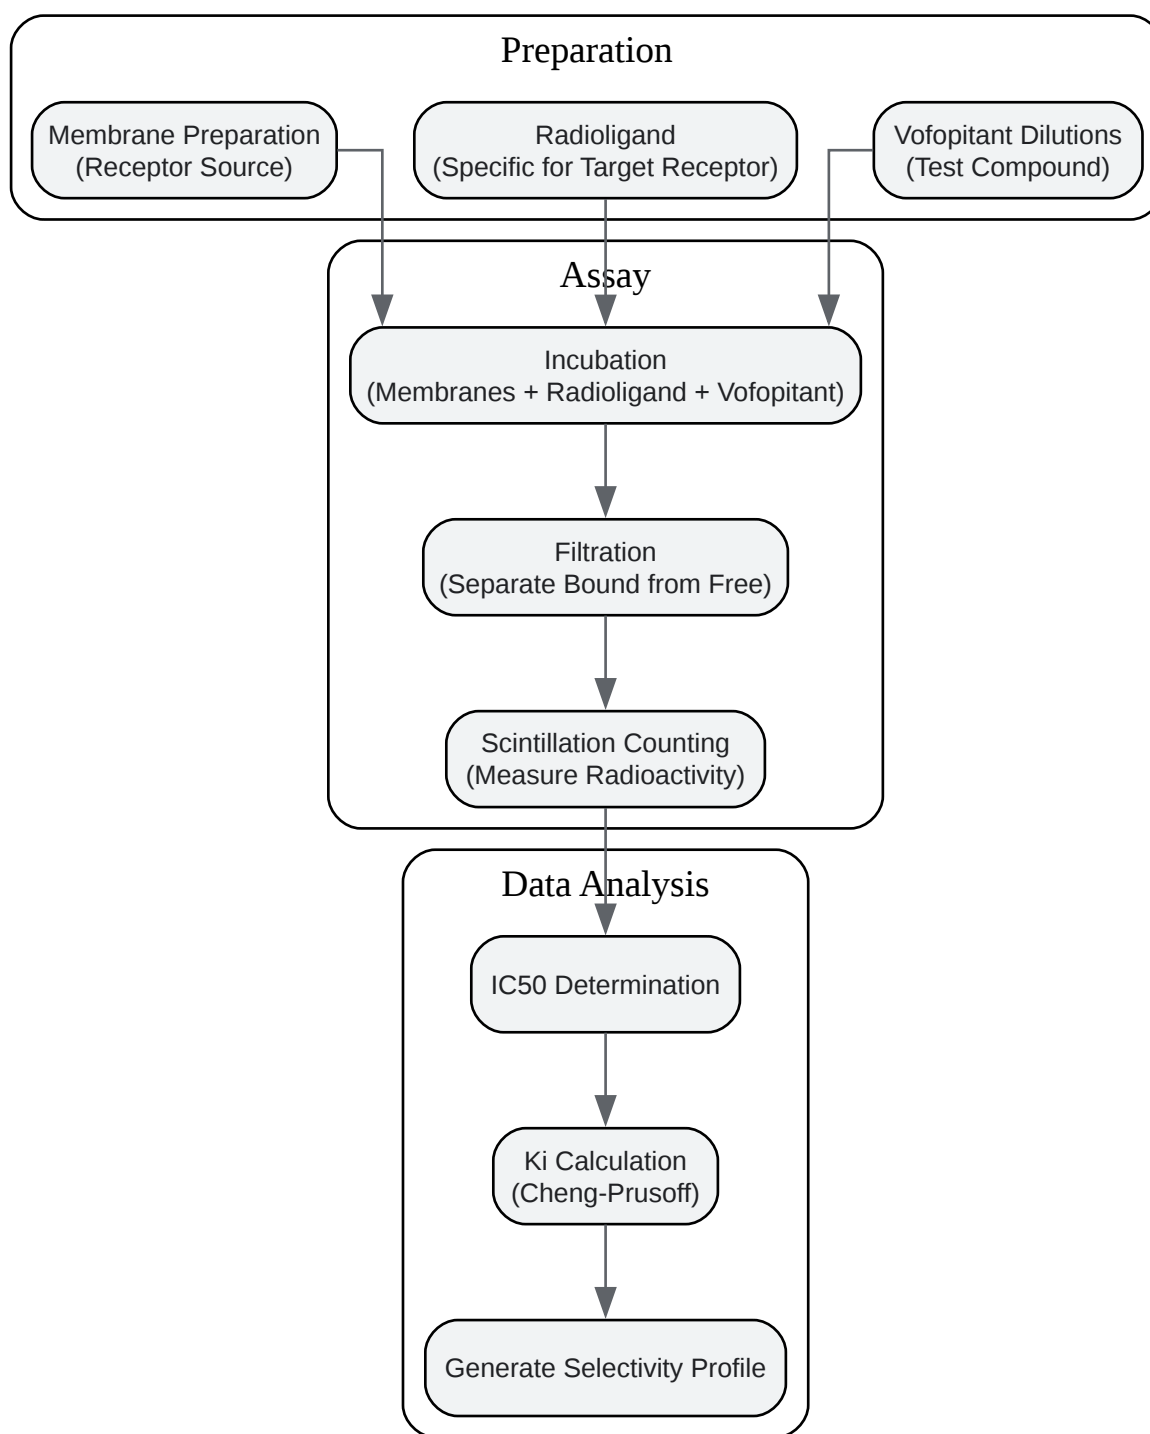 Preparation
Membrane Preparation
(Receptor Source)
Radioligand
(Specific for Target Receptor)
Vofopitant Dilutions
(Test Compound)
Assay
Incubation
(Membranes + Radioligand + Vofopitant)
Filtration
(Separate Bound from Free)
Scintillation Counting
(Measure Radioactivity)
Data Analysis
IC50 Determination
Ki Calculation
(Cheng-Prusoff)
Generate Selectivity Profile